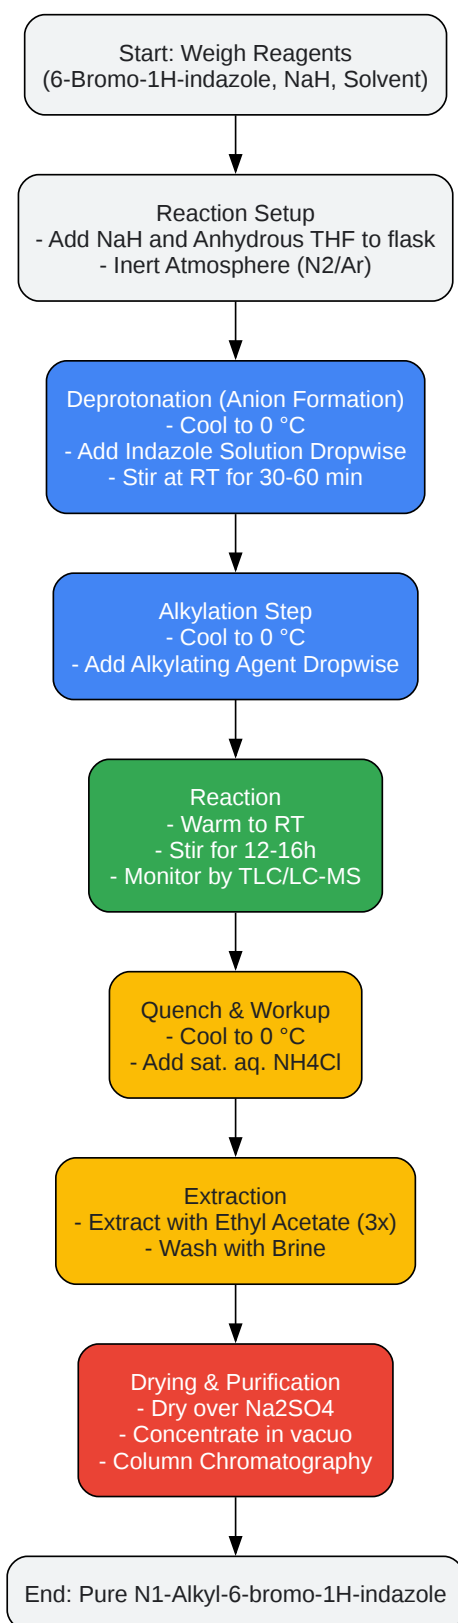 Start: Weigh Reagents
(6-Bromo-1H-indazole, NaH, Solvent)
Reaction Setup
- Add NaH and Anhydrous THF to flask
- Inert Atmosphere (N2/Ar)
Deprotonation (Anion Formation)
- Cool to 0 °C
- Add Indazole Solution Dropwise
- Stir at RT for 30-60 min
Alkylation Step
- Cool to 0 °C
- Add Alkylating Agent Dropwise
Reaction
- Warm to RT
- Stir for 12-16h
- Monitor by TLC/LC-MS
Quench & Workup
- Cool to 0 °C
- Add sat. aq. NH4Cl
Extraction
- Extract with Ethyl Acetate (3x)
- Wash with Brine
Drying & Purification
- Dry over Na2SO4
- Concentrate in vacuo
- Column Chromatography
End: Pure N1-Alkyl-6-bromo-1H-indazole